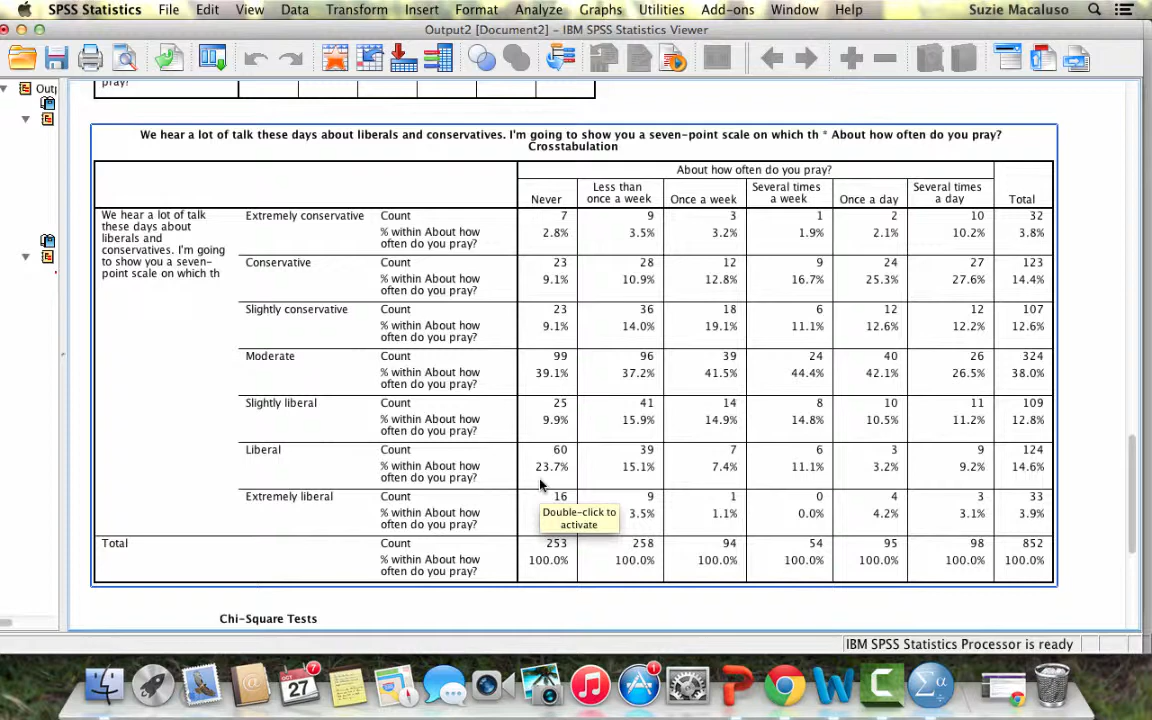 SPSS Statistics File Edit View Data Transform Insert Format Analyze Graphs Utilities Add-ons Window Help Suzie Macaluso
Output2 [Document2] – IBM SPSS Statistics Viewer
Outp
pray?
We hear a lot of talk these days about liberals and conservatives. I'm going to show you a seven-point scale on which th * About how often do you pray?
Crosstabulation
About how often do you pray?
Never Less than once a week Once a week Several times a week Once a day Several times a day Total
We hear a lot of talk
these days about
liberals and
conservatives. I'm going
to show you a seven-
point scale on which th
Extremely conservative Count 7 9 3 1 2 10 32
% within About how often do you pray? 2.8% 3.5% 3.2% 1.9% 2.1% 10.2% 3.8%
Conservative Count 23 28 12 9 24 27 123
% within About how often do you pray? 9.1% 10.9% 12.8% 16.7% 25.3% 27.6% 14.4%
Slightly conservative Count 23 36 18 6 12 12 107
% within About how often do you pray? 9.1% 14.0% 19.1% 11.1% 12.6% 12.2% 12.6%
Moderate Count 99 96 39 24 40 26 324
% within About how often do you pray? 39.1% 37.2% 41.5% 44.4% 42.1% 26.5% 38.0%
Slightly liberal Count 25 41 14 8 10 11 109
% within About how often do you pray? 9.9% 15.9% 14.9% 14.8% 10.5% 11.2% 12.8%
Liberal Count 60 39 7 6 3 9 124
% within About how often do you pray? 23.7% 15.1% 7.4% 11.1% 3.2% 9.2% 14.6%
Extremely liberal Count 16 9 1 0 4 3 33
% within About how often do you pray? 3.5% 1.1% 0.0% 4.2% 3.1% 3.9%
Double-click to
activate
Total Count 253 258 94 54 95 98 852
% within About how often do you pray? 100.0% 100.0% 100.0% 100.0% 100.0% 100.0% 100.0%
Chi-Square Tests
IBM SPSS Statistics Processor is ready
7
OCT
27
1